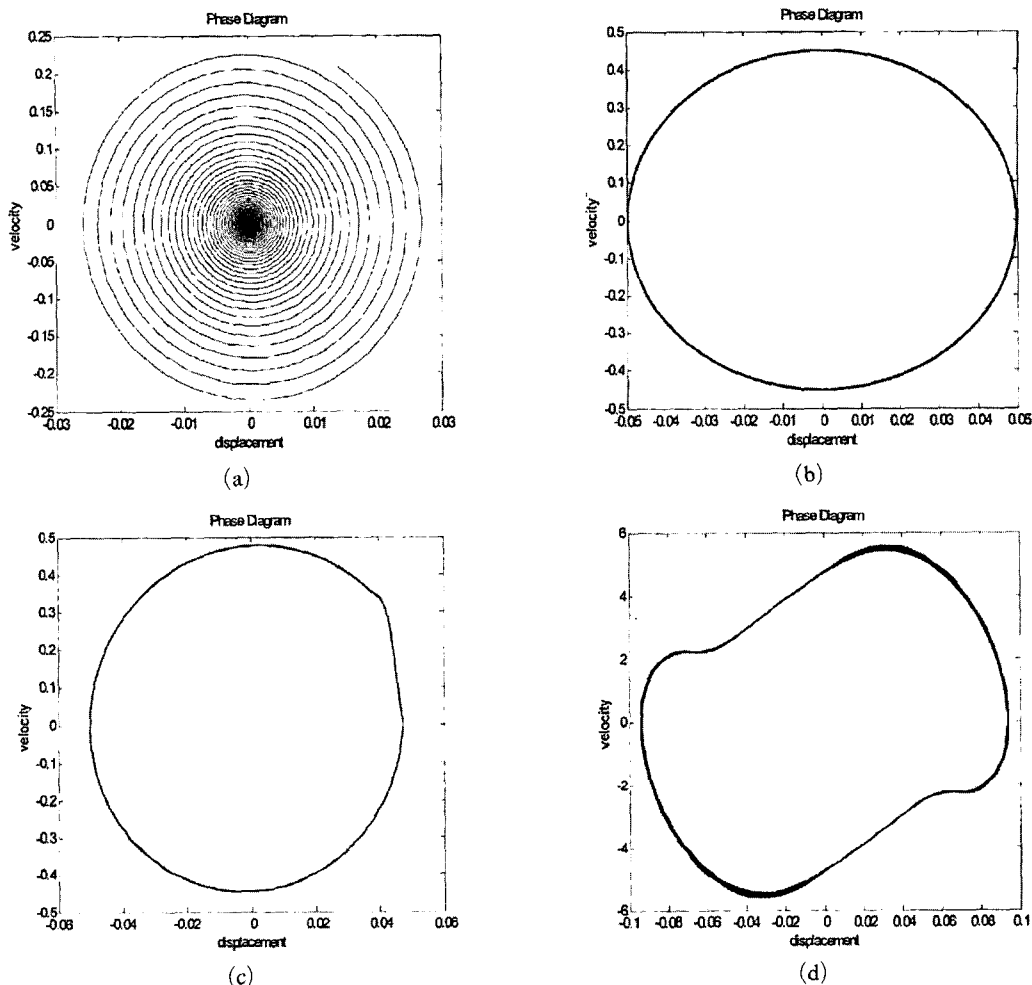 Phase Diagram
0.25
0.2
0.15
0.1
0.05
0
-0.05
-0.1
-0.15
-0.2
-0.25
velocity
-0.03 -0.02 -0.01 0 0.01 0.02 0.03
displacement
(a)
Phase Diagram
0.5
0.4
0.3
0.2
0.1
0
-0.1
-0.2
-0.3
-0.4
-0.5
velocity
-0.05 -0.04 -0.03 -0.02 -0.01 0 0.01 0.02 0.03 0.04 0.05
displacement
(b)
Phase Diagram
0.5
0.4
0.3
0.2
0.1
0
-0.1
-0.2
-0.3
-0.4
-0.5
velocity
-0.06 -0.04 -0.02 0 0.02 0.04 0.06
displacement
(c)
Phase Diagram
6
4
2
0
-2
-4
-6
velocity
-0.1 -0.08 -0.06 -0.04 -0.02 0 0.02 0.04 0.06 0.08 0.1
displacement
(d)